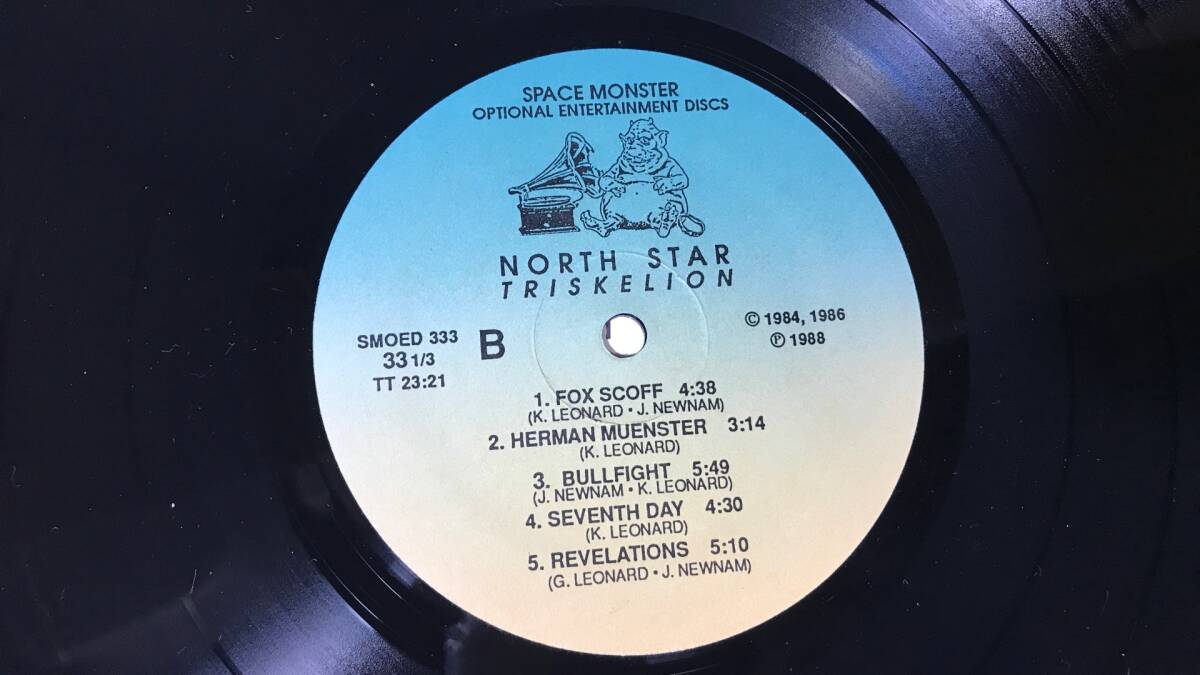 SPACE MONSTER
OPTIONAL ENTERTAINMENT DISCS
NORTH STAR
TRISKELION
SMOED 333
33 1/3
TT 23:21
B
© 1984, 1986
℗ 1988
1. FOX SCOFF 4:38
(K. LEONARD • J. NEWNAM)
2. HERMAN MUENSTER 3:14
(K. LEONARD)
3. BULLFIGHT 5:49
(J. NEWNAM • K. LEONARD)
4. SEVENTH DAY 4:30
(K. LEONARD)
5. REVELATIONS 5:10
(G. LEONARD • J. NEWNAM)